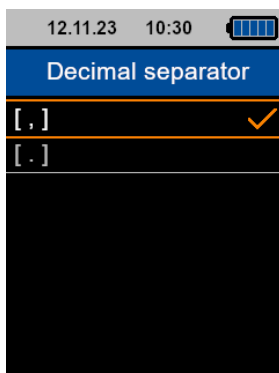 12.11.23 10:30
Decimal separator
[ , ]
[ . ]